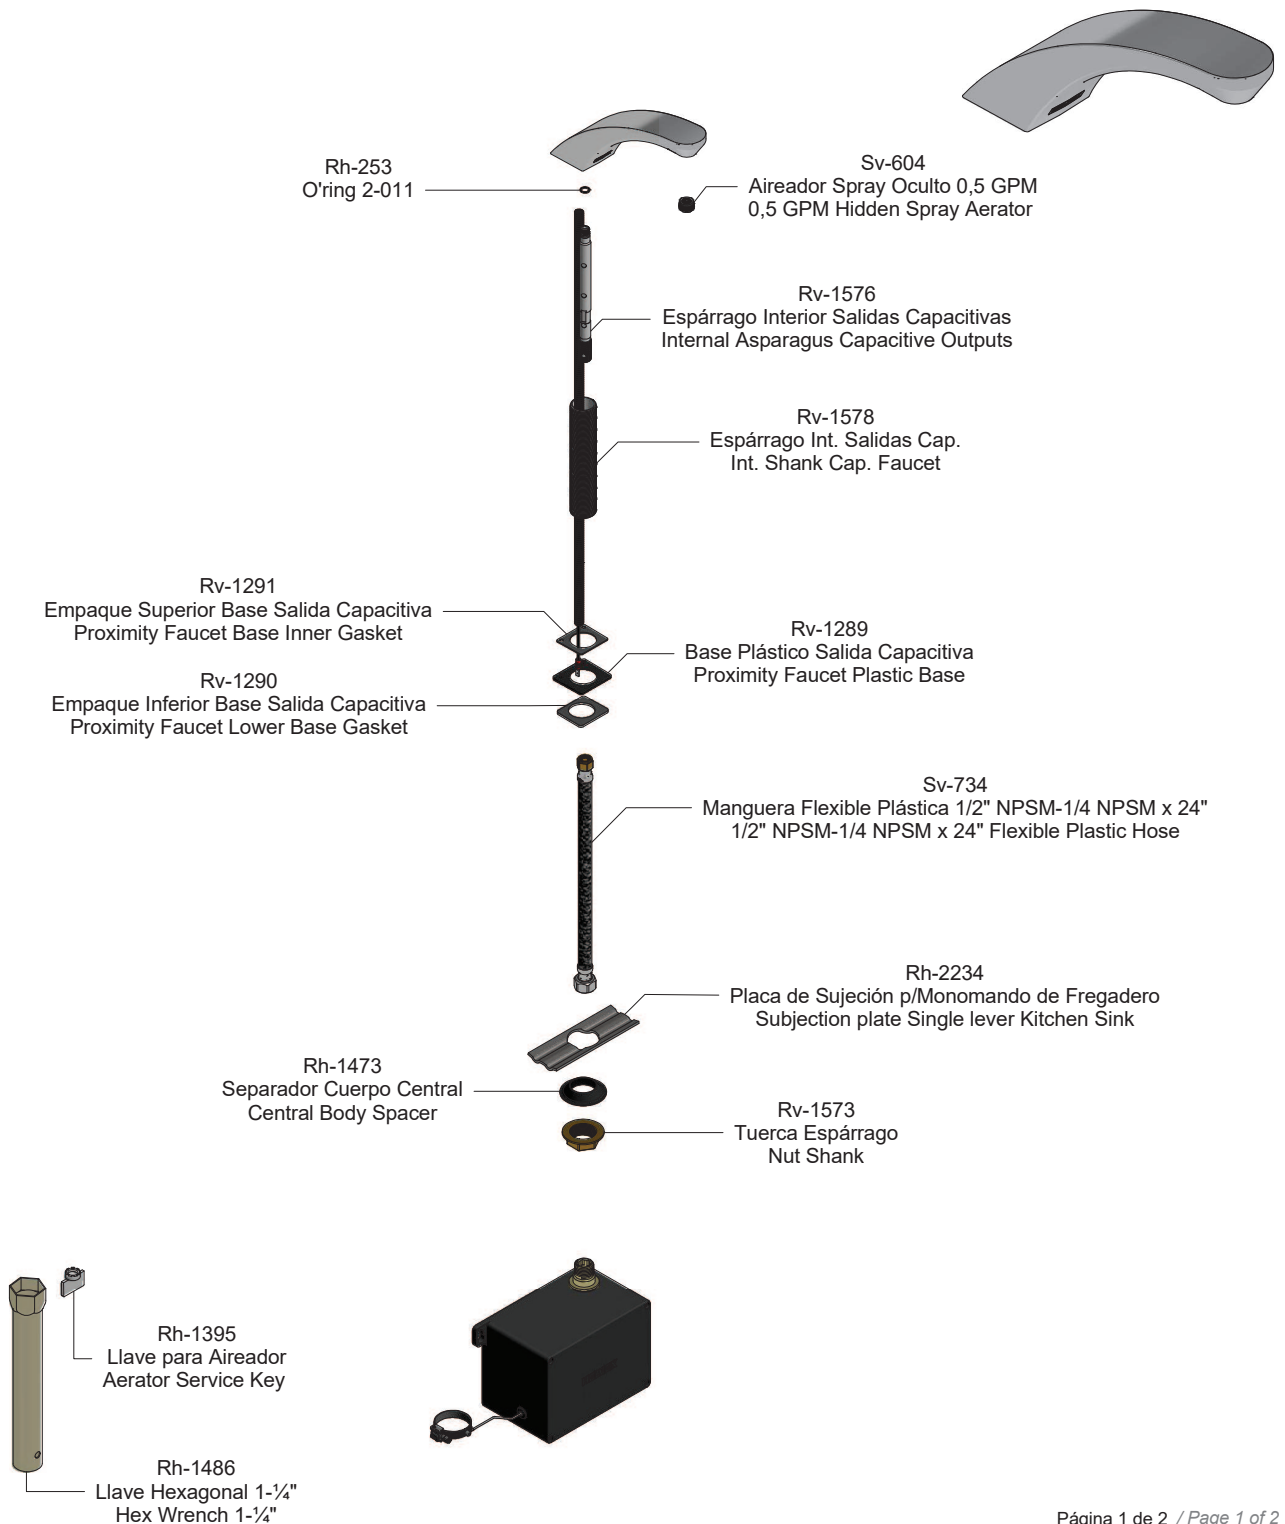 Rh-253
O'ring 2-011
Sv-604
Aireador Spray Oculto 0,5 GPM
0,5 GPM Hidden Spray Aerator
Rv-1576
Espárrago Interior Salidas Capacitivas
Internal Asparagus Capacitive Outputs
Rv-1578
Espárrago Int. Salidas Cap.
Int. Shank Cap. Faucet
Rv-1291
Empaque Superior Base Salida Capacitiva
Proximity Faucet Base Inner Gasket
Rv-1289
Base Plástico Salida Capacitiva
Proximity Faucet Plastic Base
Rv-1290
Empaque Inferior Base Salida Capacitiva
Proximity Faucet Lower Base Gasket
Sv-734
Manguera Flexible Plástica 1/2" NPSM-1/4 NPSM x 24"
1/2" NPSM-1/4 NPSM x 24" Flexible Plastic Hose
Rh-2234
Placa de Sujeción p/Monomando de Fregadero
Subjection plate Single lever Kitchen Sink
Rh-1473
Separador Cuerpo Central
Central Body Spacer
Rv-1573
Tuerca Espárrago
Nut Shank
Rh-1395
Llave para Aireador
Aerator Service Key
Rh-1486
Llave Hexagonal 1-¼"
Hex Wrench 1-¼"
Página 1 de 2 / Page 1 of 2